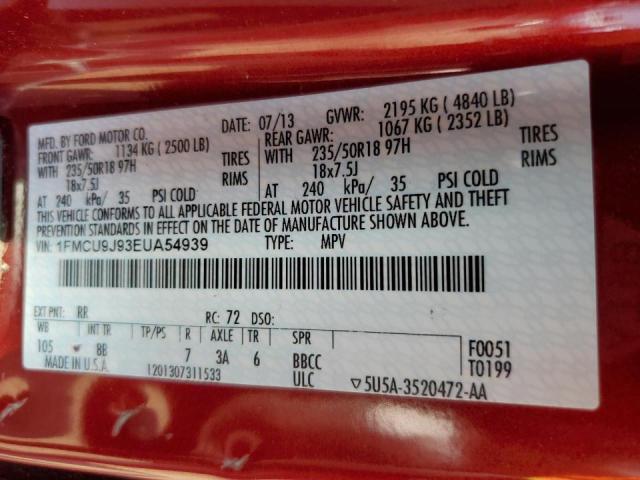 MFD. BY FORD MOTOR CO.
DATE: 07/13 GVWR: 2195 KG ( 4840 LB)
FRONT GAWR: 1134 KG ( 2500 LB)
REAR GAWR: 1067 KG ( 2352 LB)
WITH 235/50R18 97H TIRES
WITH 235/50R18 97H TIRES
18x7.5J RIMS
18x7.5J RIMS
AT 240 kPa/ 35 PSI COLD
AT 240 kPa/ 35 PSI COLD
THIS VEHICLE CONFORMS TO ALL APPLICABLE FEDERAL MOTOR VEHICLE SAFETY AND THEFT
PREVENTION STANDARDS IN EFFECT ON THE DATE OF MANUFACTURE SHOWN ABOVE.
VIN: 1FMCU9J93EUA54939 TYPE: MPV
EXT PNT: RR RC: 72 DSO:
WB INT TR TP/PS R AXLE TR SPR
105 8B 7 3A 6 BBCC F0051
MADE IN U.S.A. 1201307311533 ULC T0199
5U5A-3520472-AA